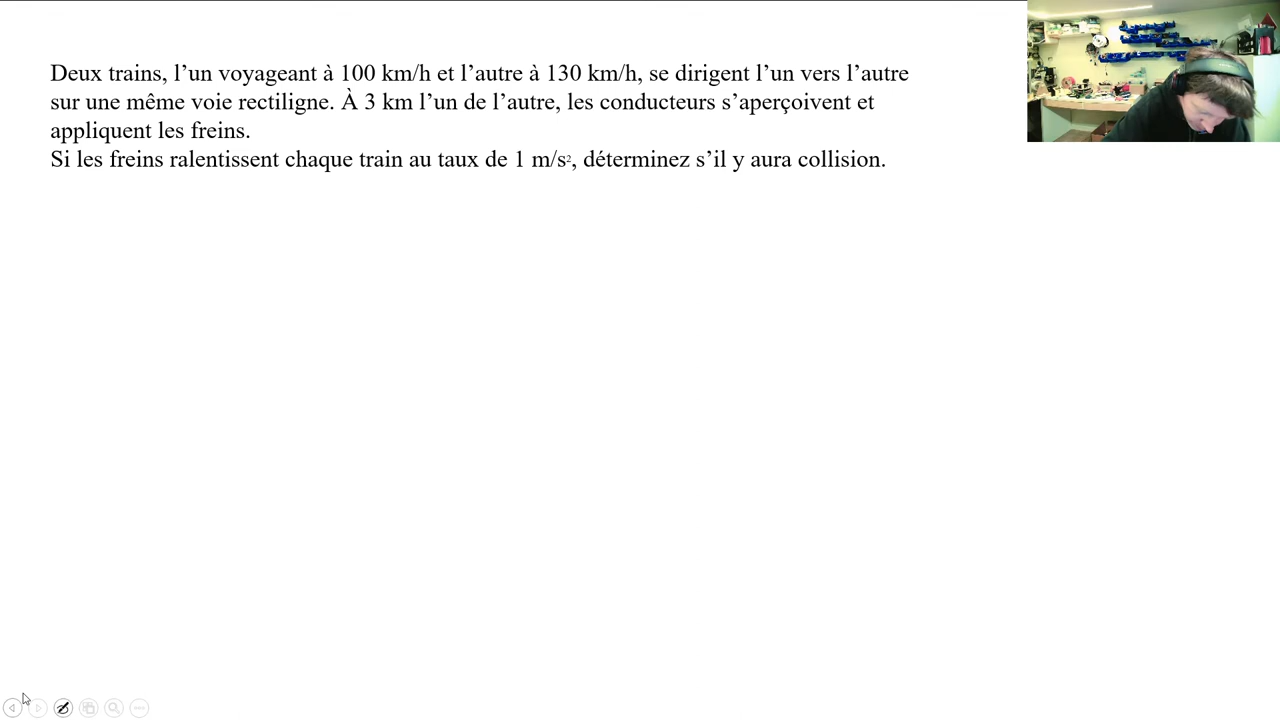 Deux trains, l’un voyageant à 100 km/h et l’autre à 130 km/h, se dirigent l’un vers l’autre
sur une même voie rectiligne. À 3 km l’un de l’autre, les conducteurs s’aperçoivent et
appliquent les freins.
Si les freins ralentissent chaque train au taux de 1 m/s², déterminez s’il y aura collision.